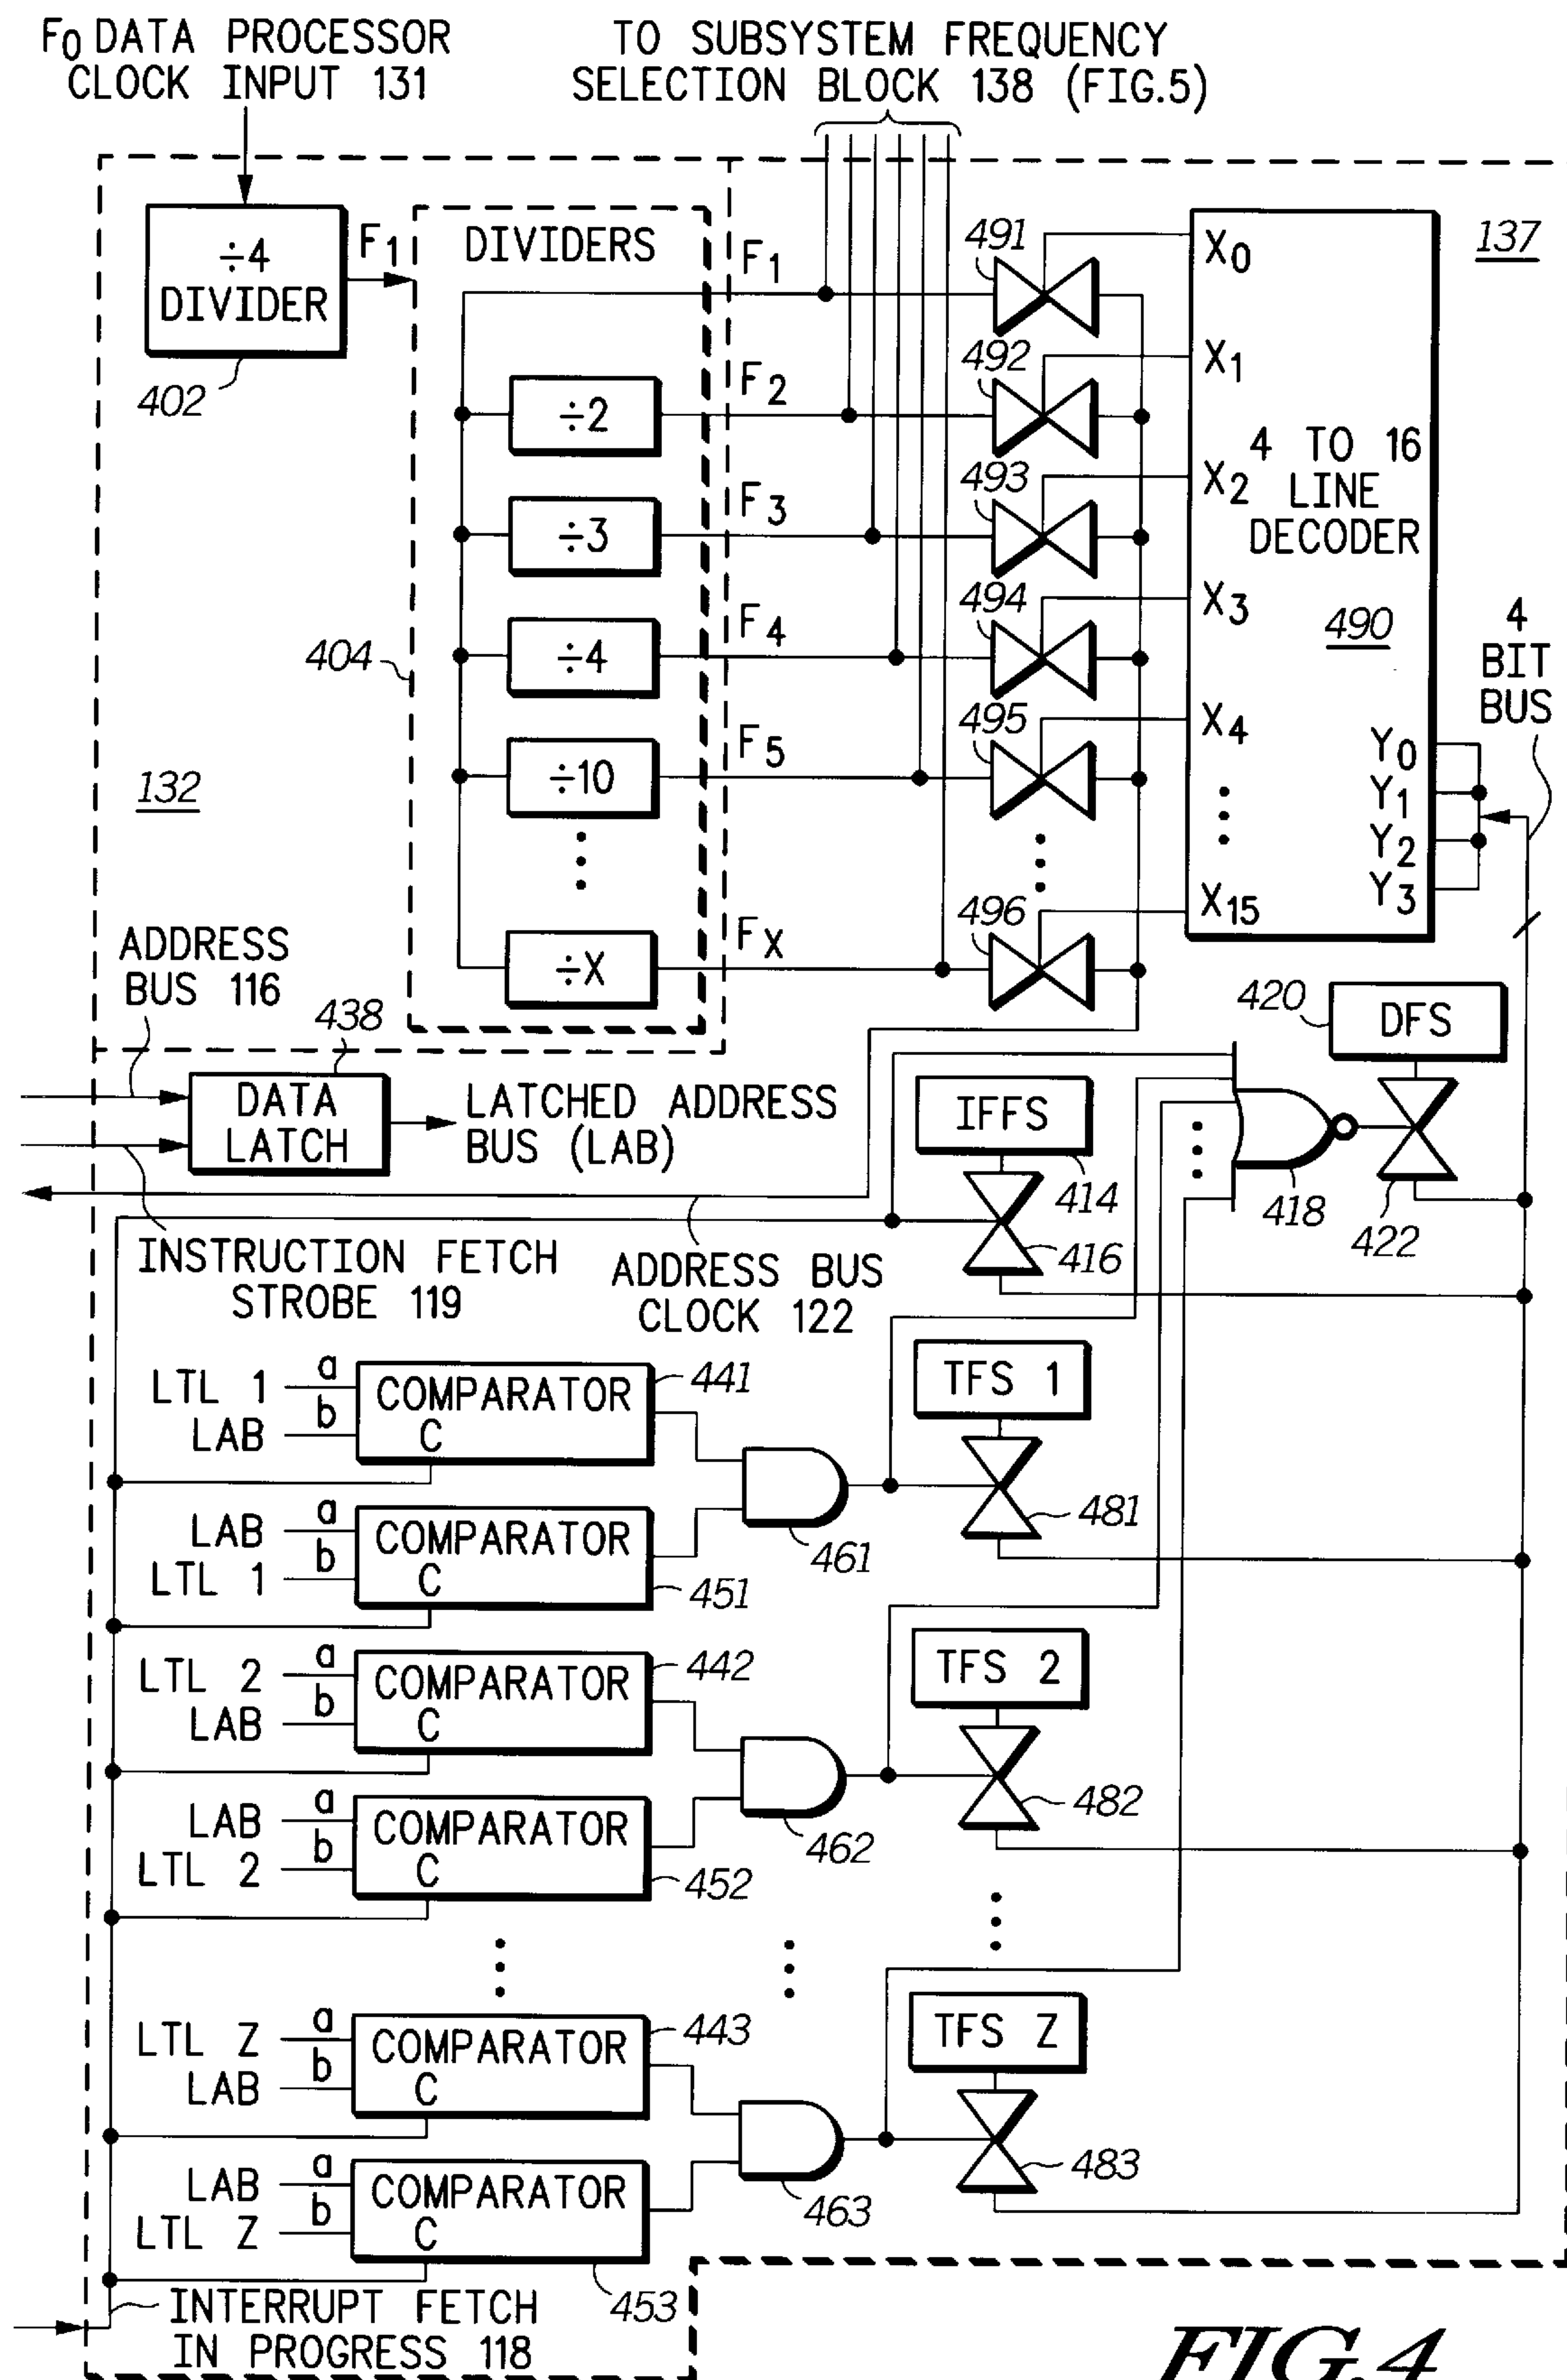 F0 DATA PROCESSOR
CLOCK INPUT 131
TO SUBSYSTEM FREQUENCY
SELECTION BLOCK 138 (FIG.5)
÷4
DIVIDER
402
F1
DIVIDERS
÷2
÷3
÷4
÷10
÷X
404
132
F1
F2
F3
F4
F5
FX
491
492
493
494
495
496
X0
X1
X2
X3
X4
X15
4 TO 16
LINE
DECODER
490
Y0
Y1
Y2
Y3
137
4
BIT
BUS
ADDRESS
BUS 116
438
DATA
LATCH
LATCHED ADDRESS
BUS (LAB)
INSTRUCTION FETCH
STROBE 119
ADDRESS BUS
CLOCK 122
IFFS
414
416
418
420
DFS
422
LTL 1
a
LAB
b
COMPARATOR
C
441
LAB
a
LTL 1
b
COMPARATOR
C
451
461
TFS 1
481
LTL 2
a
LAB
b
COMPARATOR
C
442
LAB
a
LTL 2
b
COMPARATOR
C
452
462
TFS 2
482
LTL Z
a
LAB
b
COMPARATOR
C
443
LAB
a
LTL Z
b
COMPARATOR
C
453
463
TFS Z
483
INTERRUPT FETCH
IN PROGRESS 118
FIG.4